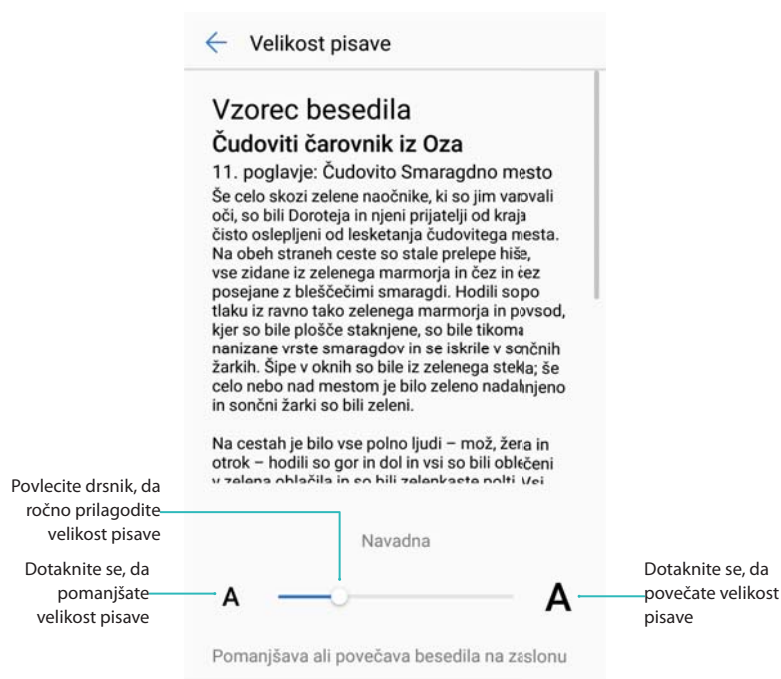 Velikost pisave
Vzorec besedila
Čudoviti čarovnik iz Oza
11. poglavje: Čudovito Smaragdno mesto
Še celo skozi zelene naočnike, ki so jim varovali
oči, so bili Doroteja in njeni prijatelji od kraja
čisto oslepljeni od lesketanja čudovitega mesta.
Na obeh straneh ceste so stale prelepe hiše,
vse zidane iz zelenega marmorja in čez in čez
posejane z bleščečimi smaragdi. Hodili so po
tlaku iz ravno tako zelenega marmorja in povsod,
kjer so bile plošče staknjene, so bile tikoma
nanizane vrste smaragdov in se iskrile v sončnih
žarkih. Šipe v oknih so bile iz zelenega stekla; še
celo nebo nad mestom je bilo zeleno nadahnjeno
in sončni žarki so bili zeleni.
Na cestah je bilo vse polno ljudi – mož, žena in
otrok – hodili so gor in dol in vsi so bili oblečeni
v zelena oblačila in so bili zelenkaste polti. Vsi
Povlecite drsnik, da
ročno prilagodite
velikost pisave
Navadna
Dotaknite se, da
pomanjšate
velikost pisave
A
A
Dotaknite se, da
povečate velikost
pisave
Pomanjšava ali povečava besedila na zaslonu